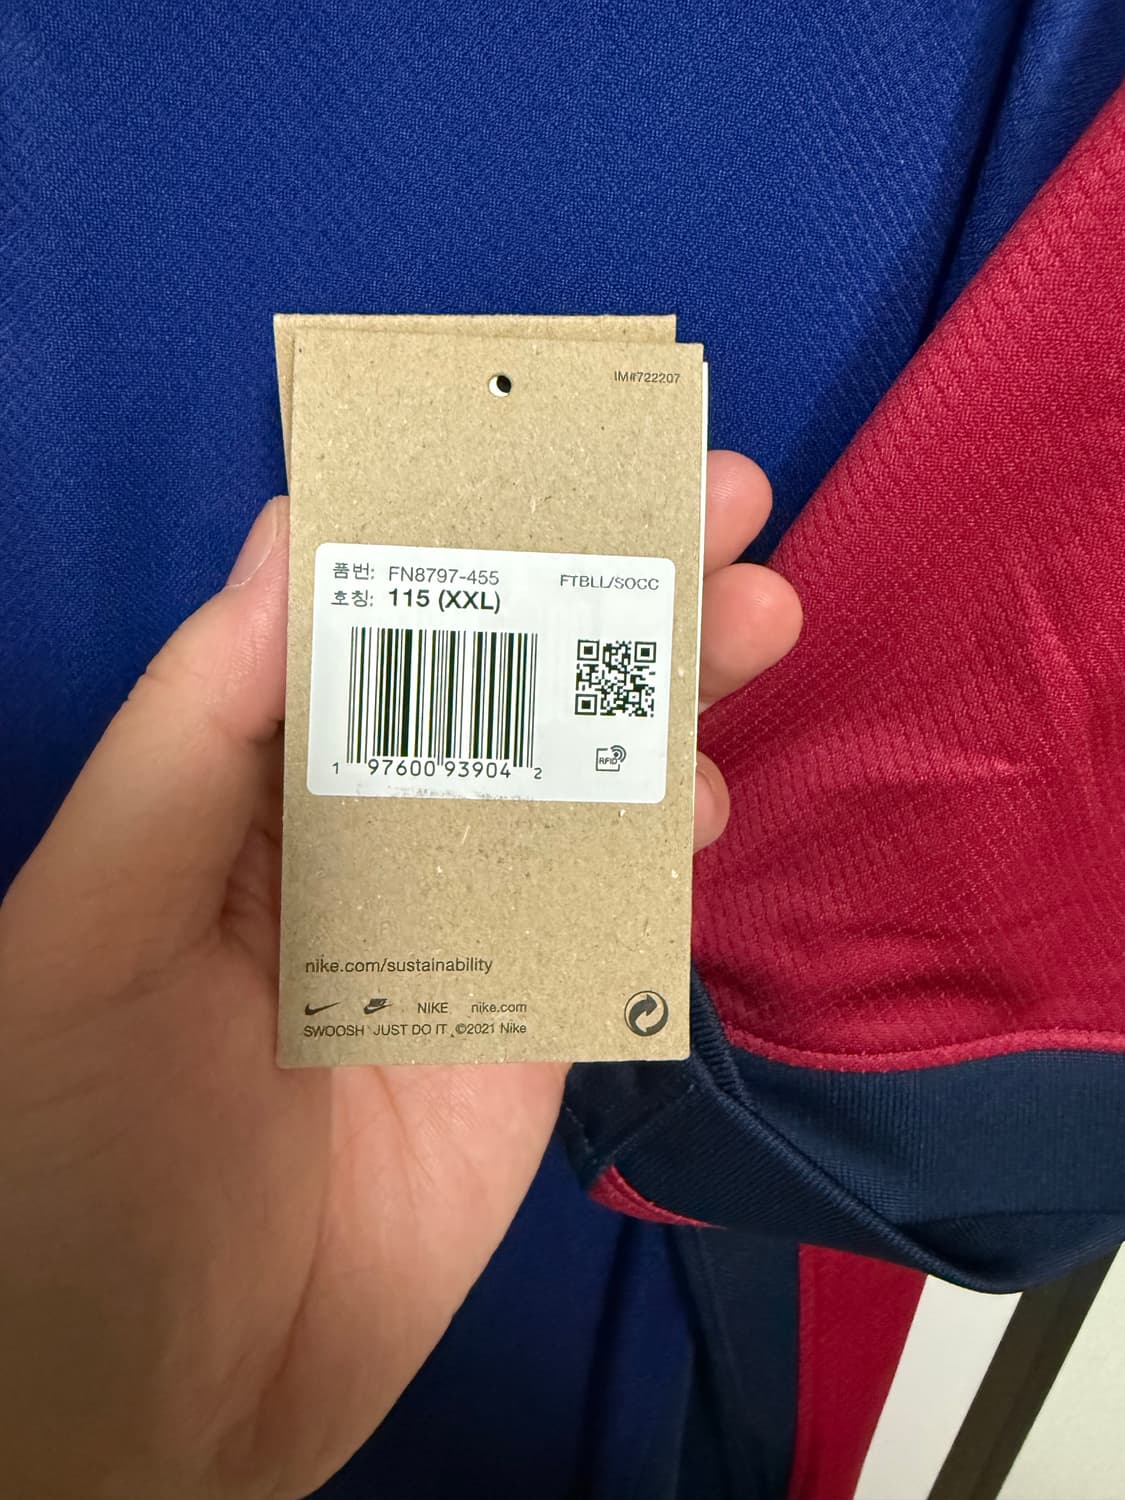 IM#722207
품번: FN8797-455
FTBLL/SOCC
호칭: 115 (XXL)
1 97600 93904 2
RFID
nike.com/sustainability
NIKE nike.com
SWOOSH JUST DO IT ©2021 Nike